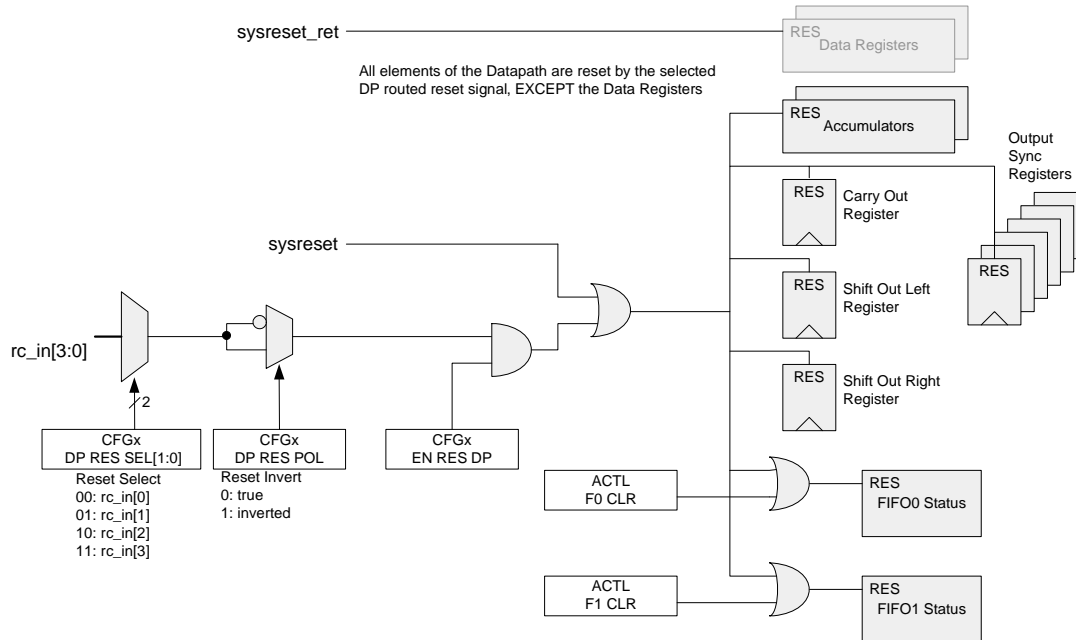 sysreset_ret
RES
Data Registers
All elements of the Datapath are reset by the selected
DP routed reset signal, EXCEPT the Data Registers
RES
Accumulators
Output
Sync
Registers
RES
Carry Out
Register
sysreset
RES
RES
Shift Out Left
Register
rc_in[3:0]
2
RES
Shift Out Right
Register
CFGx
DP RES SEL[1:0]
CFGx
DP RES POL
CFGx
EN RES DP
Reset Select
00: rc_in[0]
01: rc_in[1]
10: rc_in[2]
11: rc_in[3]
Reset Invert
0: true
1: inverted
ACTL
F0 CLR
RES
FIFO0 Status
ACTL
F1 CLR
RES
FIFO1 Status